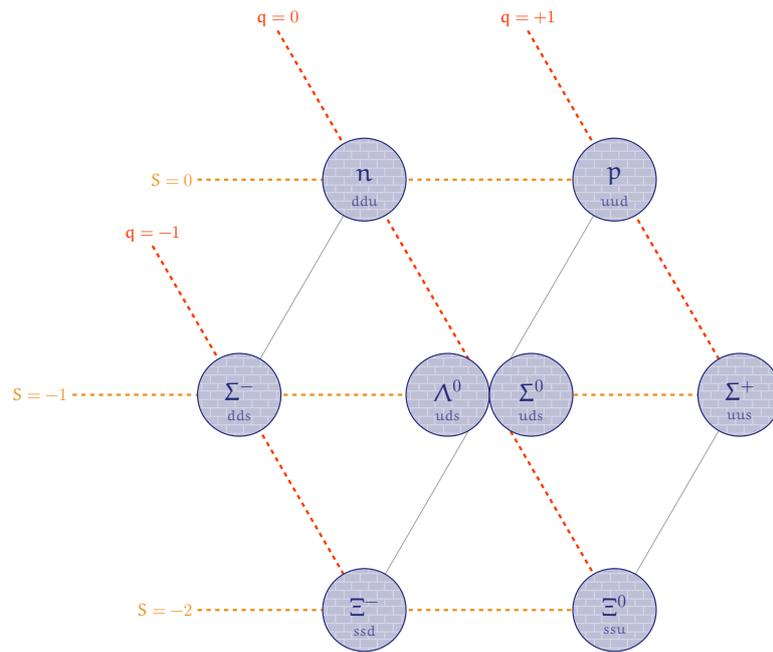 q = 0
q = +1
S = 0
n
ddu
p
uud
q = −1
S = −1
Σ⁻
dds
Λ⁰
uds
Σ⁰
uds
Σ⁺
uus
S = −2
Ξ⁻
ssd
Ξ⁰
ssu